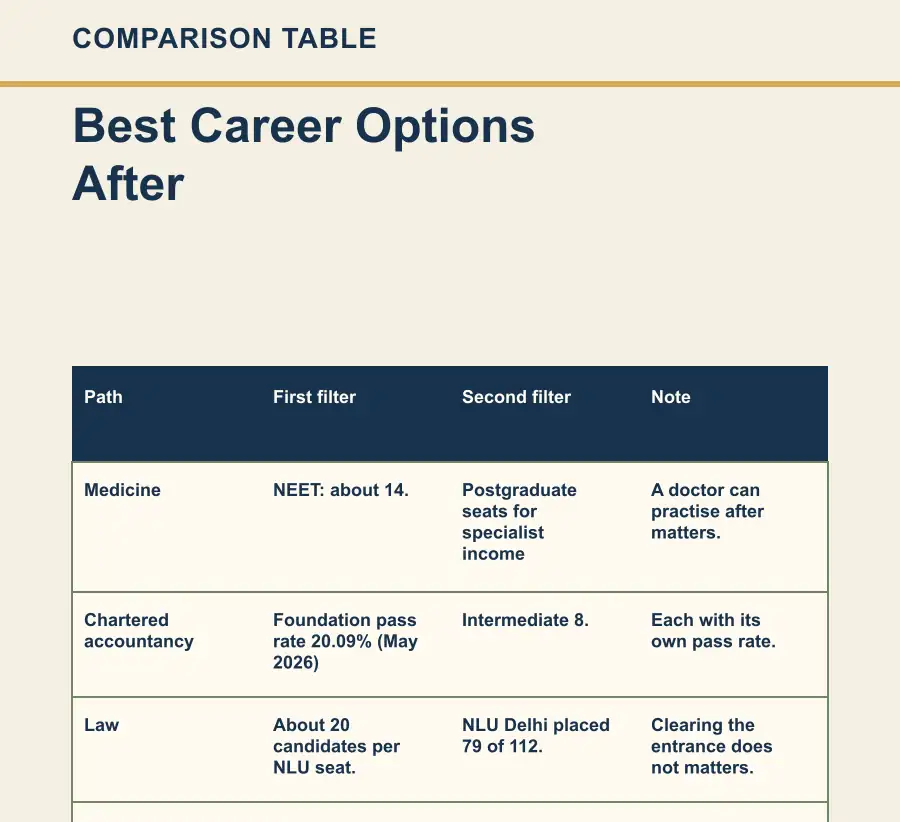 COMPARISON TABLE
Best Career Options
After
Path First filter Second filter Note
Medicine
NEET: about 14.
Postgraduate
seats for
specialist
income
A doctor can
practise after
matters.
Chartered
accountancy
Foundation pass
rate 20.09% (May
2026)
Intermediate 8.
Each with its
own pass rate.
Law
About 20
candidates per
NLU seat.
NLU Delhi placed
79 of 112.
Clearing the
entrance does
not matters.